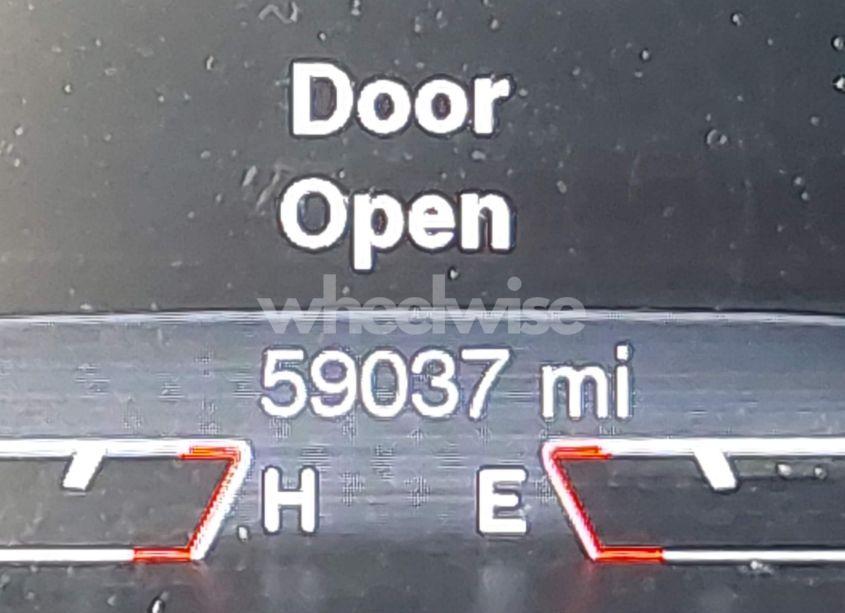 Door
Open
wheelwise
59037 mi
H E